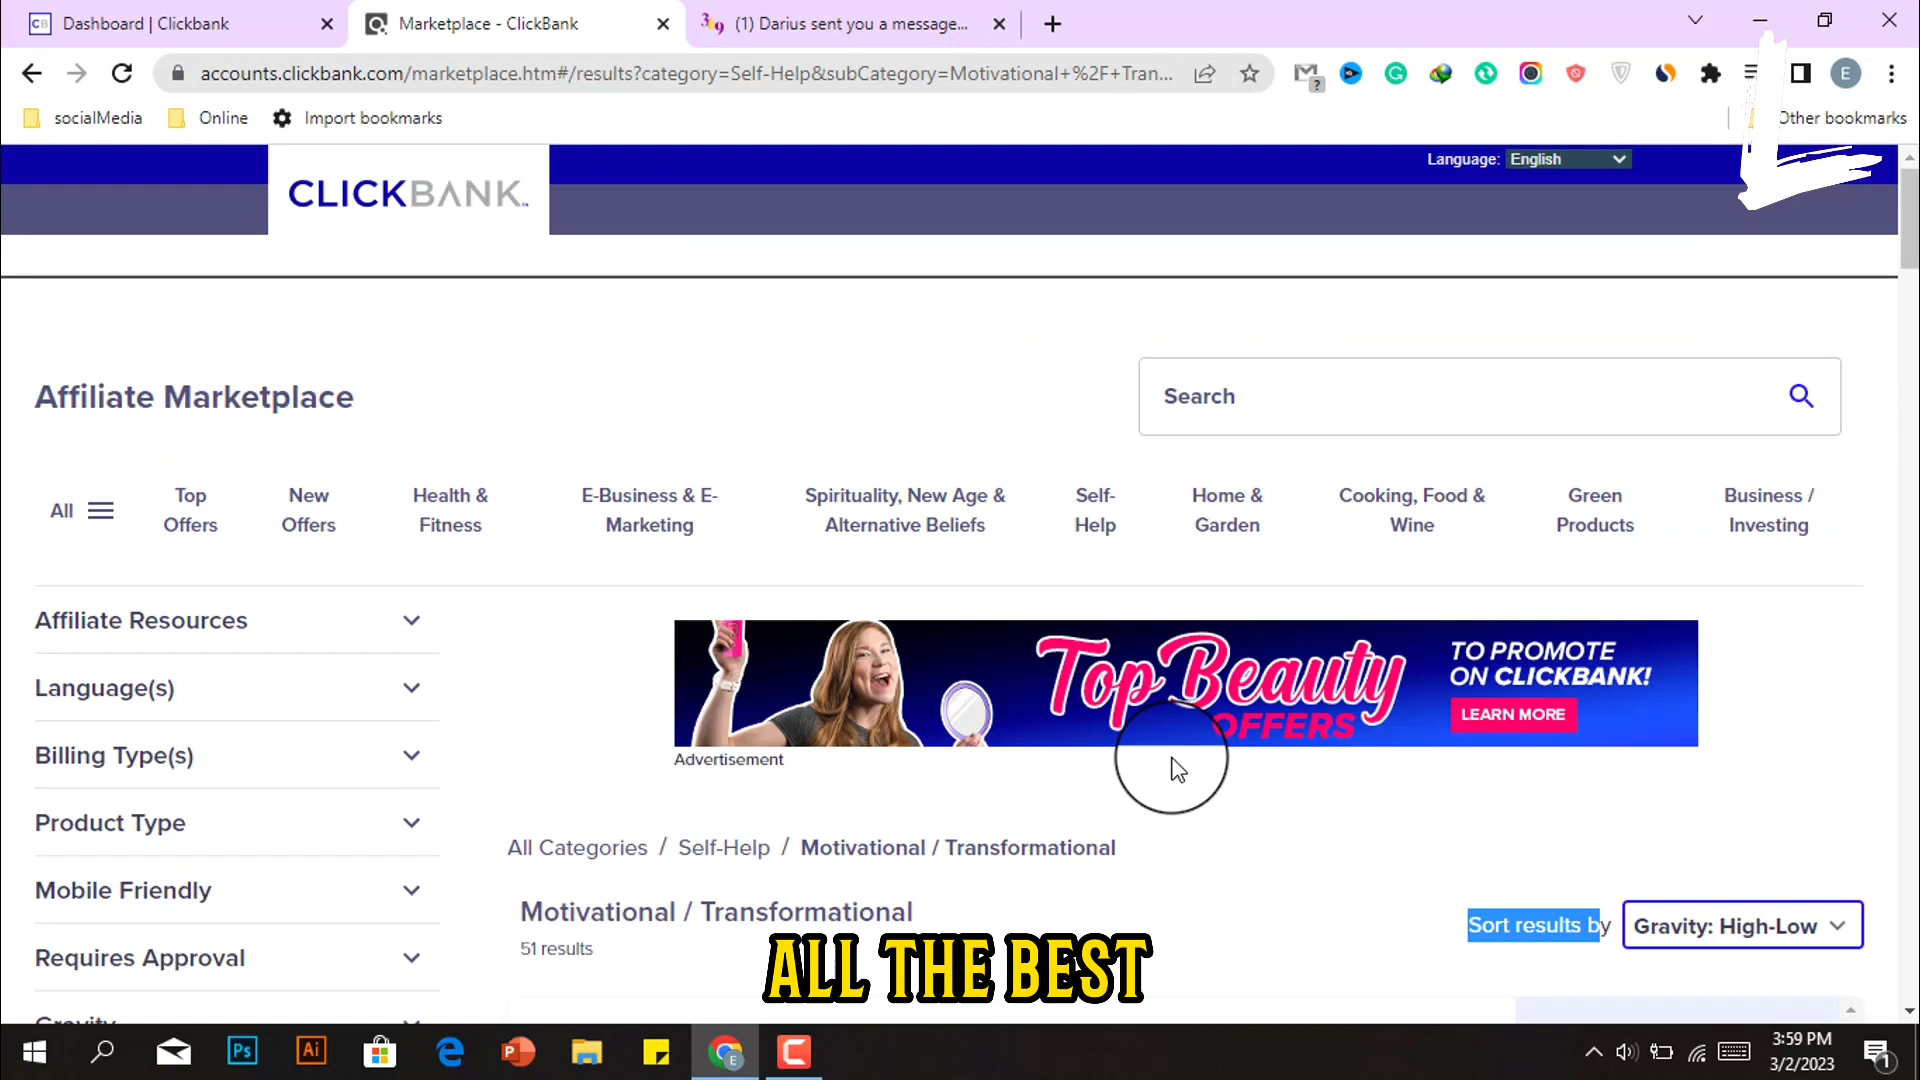 Dashboard | Clickbank
Marketplace - ClickBank
(1) Darius sent you a message...
accounts.clickbank.com/marketplace.htm#/results?category=Self-Help&subCategory=Motivational+%2F+Tran...
socialMedia
Online
Import bookmarks
Other bookmarks
Language: English
CLICKBANK
Affiliate Marketplace
Search
All
Top Offers
New Offers
Health & Fitness
E-Business & E-Marketing
Spirituality, New Age & Alternative Beliefs
Self-Help
Home & Garden
Cooking, Food & Wine
Green Products
Business / Investing
Affiliate Resources
Language(s)
Billing Type(s)
Product Type
Mobile Friendly
Requires Approval
Gravity
Top Beauty
OFFERS
TO PROMOTE
ON CLICKBANK!
LEARN MORE
Advertisement
All Categories / Self-Help / Motivational / Transformational
Motivational / Transformational
51 results
Sort results by Gravity: High-Low
ALL THE BEST
3:59 PM
3/2/2023